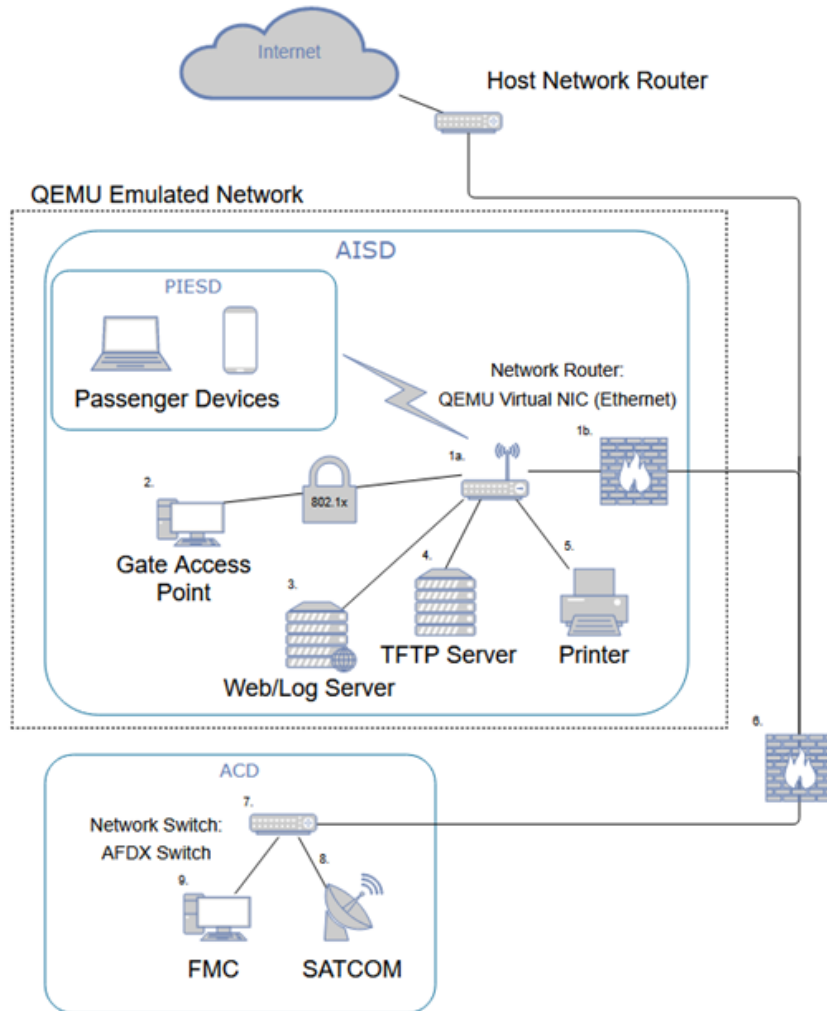 Internet
Host Network Router
QEMU Emulated Network
AISD
PIESD
Passenger Devices
Network Router:
QEMU Virtual NIC (Ethernet)
1a.
1b.
2.
802.1x
Gate Access
Point
3.
Web/Log Server
4.
TFTP Server
5.
Printer
6.
ACD
7.
Network Switch:
AFDX Switch
8.
9.
FMC
SATCOM